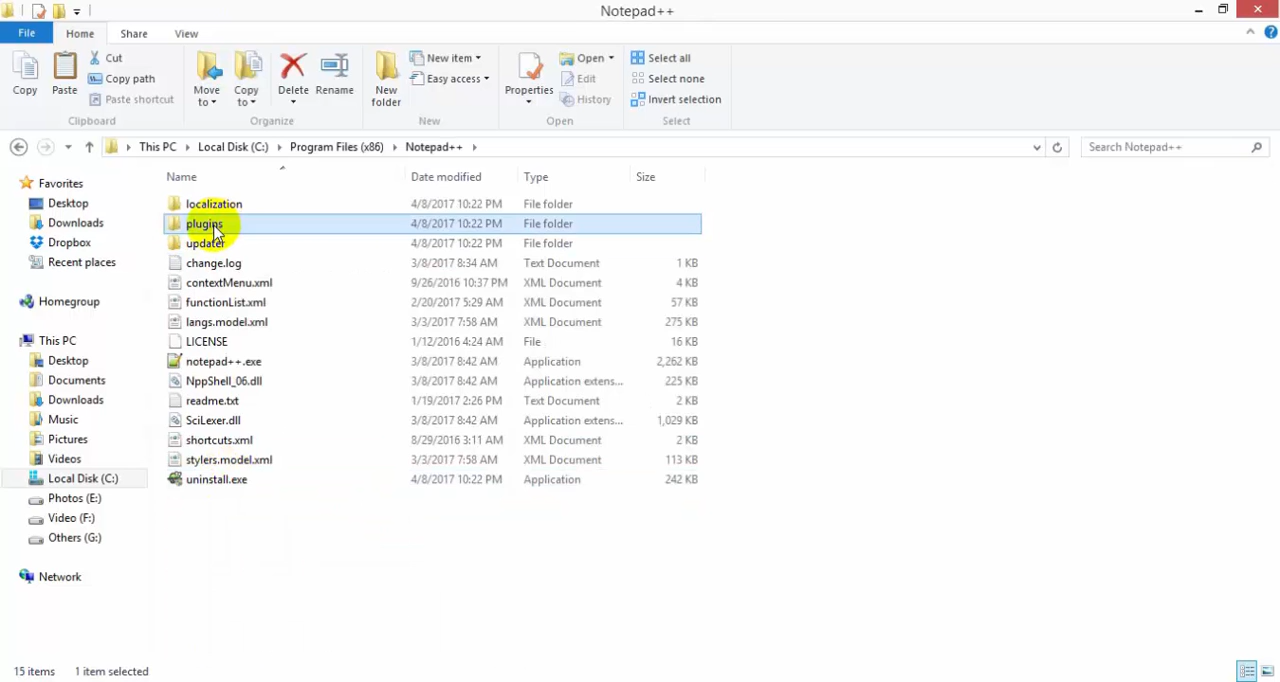 Notepad++
File Home Share View
Copy
Paste
Cut
Copy path
Paste shortcut
Clipboard
Move to
Copy to
Delete
Rename
Organize
New folder
New item
Easy access
New
Properties
Open
Edit
History
Open
Select all
Select none
Invert selection
Select
This PC Local Disk (C:) Program Files (x86) Notepad++
Search Notepad++
Favorites
Desktop
Downloads
Dropbox
Recent places
Homegroup
This PC
Desktop
Documents
Downloads
Music
Pictures
Videos
Local Disk (C:)
Photos (E:)
Video (F:)
Others (G:)
Network
Name Date modified Type Size
localization 4/8/2017 10:22 PM File folder
plugins 4/8/2017 10:22 PM File folder
updater 4/8/2017 10:22 PM File folder
change.log 3/8/2017 8:34 AM Text Document 1 KB
contextMenu.xml 9/26/2016 10:37 PM XML Document 4 KB
functionList.xml 2/20/2017 5:29 AM XML Document 57 KB
langs.model.xml 3/3/2017 7:58 AM XML Document 275 KB
LICENSE 1/12/2016 4:24 AM File 16 KB
notepad++.exe 3/8/2017 8:42 AM Application 2,262 KB
NppShell_06.dll 3/8/2017 8:42 AM Application extens... 225 KB
readme.txt 1/19/2017 2:26 PM Text Document 2 KB
SciLexer.dll 3/8/2017 8:42 AM Application extens... 1,029 KB
shortcuts.xml 8/29/2016 3:11 AM XML Document 2 KB
stylers.model.xml 3/3/2017 7:58 AM XML Document 113 KB
uninstall.exe 4/8/2017 10:22 PM Application 242 KB
15 items 1 item selected